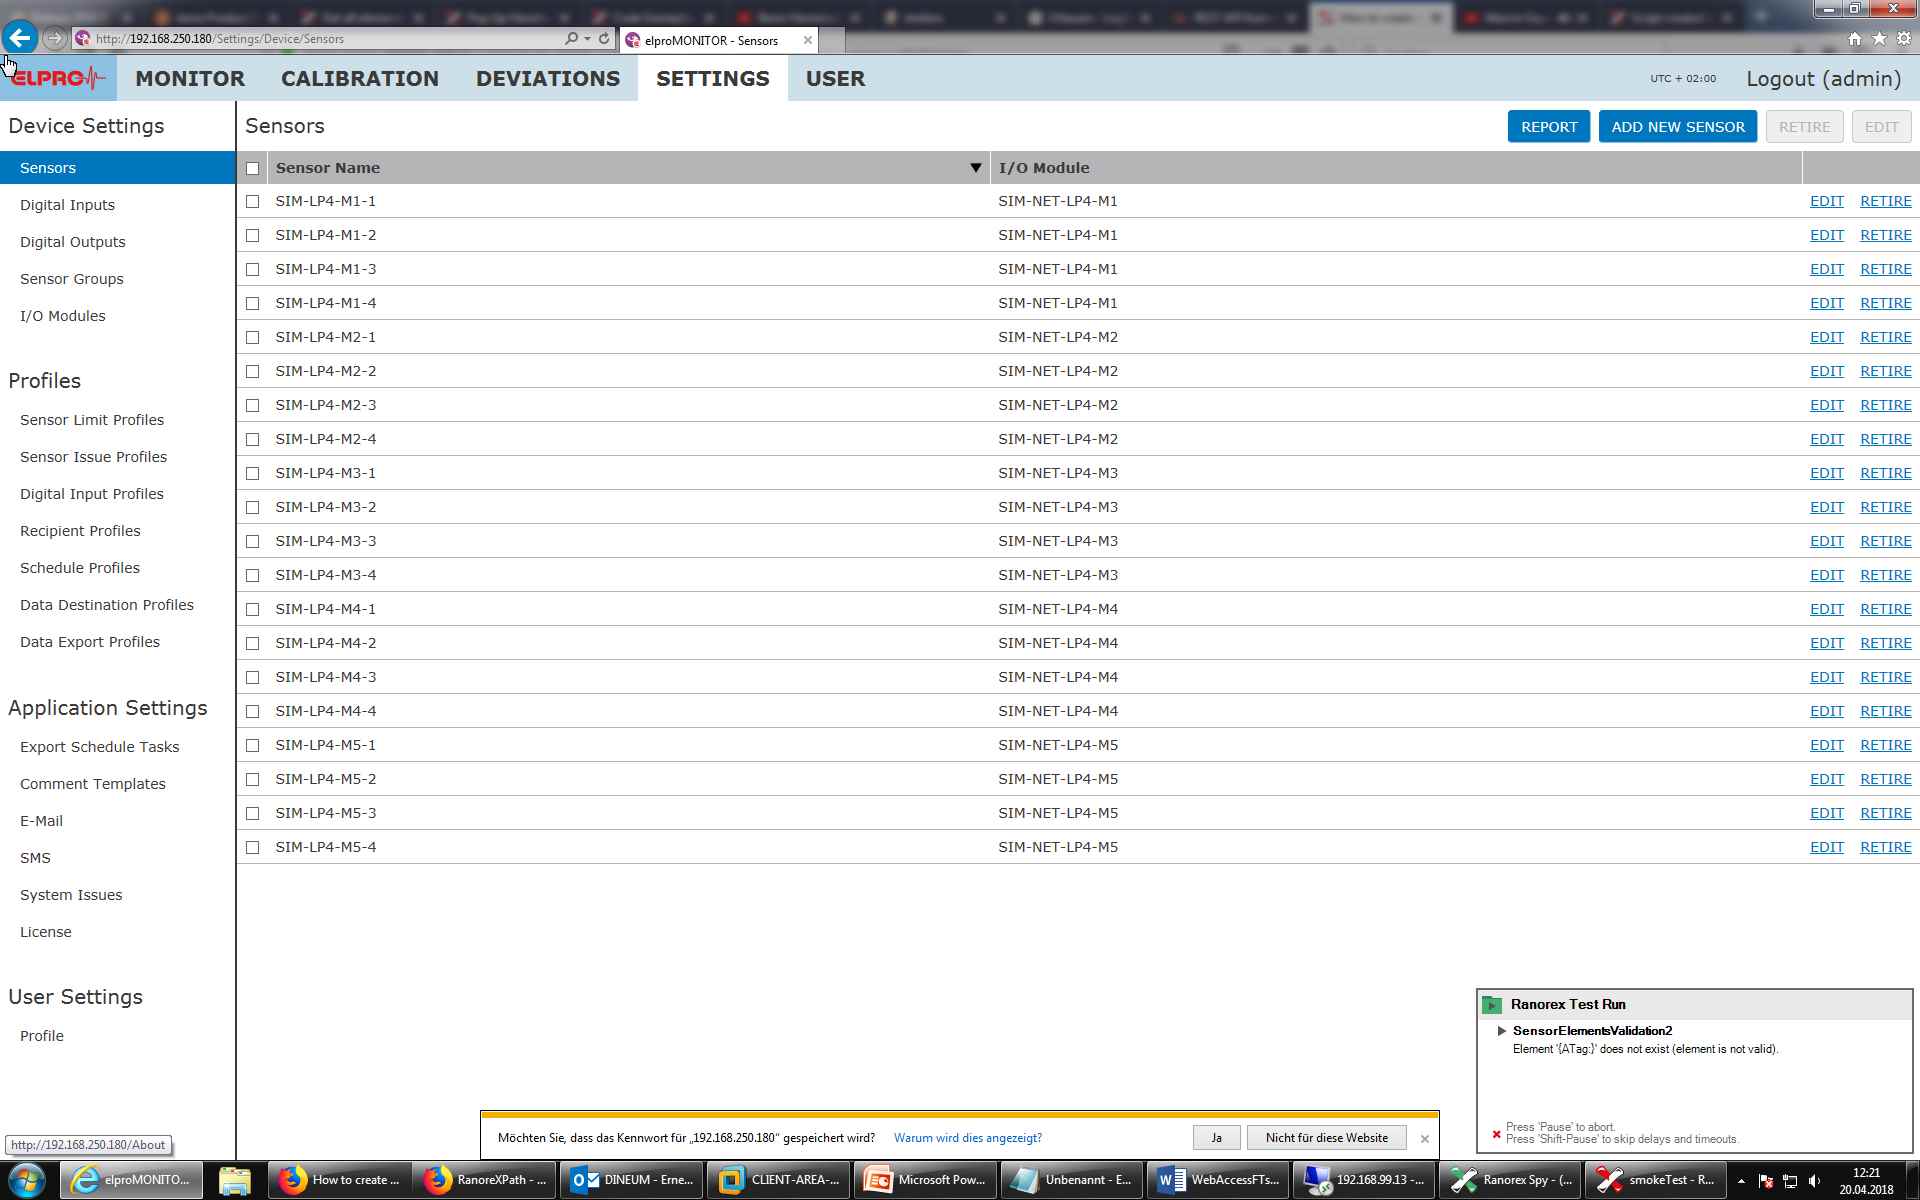 http://192.168.250.180/Settings/Device/Sensors
elproMONITOR - Sensors
ELPRO
MONITOR
CALIBRATION
DEVIATIONS
SETTINGS
USER
UTC + 02:00
Logout (admin)
Device Settings
Sensors
Digital Inputs
Digital Outputs
Sensor Groups
I/O Modules
Profiles
Sensor Limit Profiles
Sensor Issue Profiles
Digital Input Profiles
Recipient Profiles
Schedule Profiles
Data Destination Profiles
Data Export Profiles
Application Settings
Export Schedule Tasks
Comment Templates
E-Mail
SMS
System Issues
License
User Settings
Profile
http://192.168.250.180/About
Sensors
REPORT
ADD NEW SENSOR
RETIRE
EDIT
Sensor Name I/O Module
SIM-LP4-M1-1 SIM-NET-LP4-M1 EDIT RETIRE
SIM-LP4-M1-2 SIM-NET-LP4-M1 EDIT RETIRE
SIM-LP4-M1-3 SIM-NET-LP4-M1 EDIT RETIRE
SIM-LP4-M1-4 SIM-NET-LP4-M1 EDIT RETIRE
SIM-LP4-M2-1 SIM-NET-LP4-M2 EDIT RETIRE
SIM-LP4-M2-2 SIM-NET-LP4-M2 EDIT RETIRE
SIM-LP4-M2-3 SIM-NET-LP4-M2 EDIT RETIRE
SIM-LP4-M2-4 SIM-NET-LP4-M2 EDIT RETIRE
SIM-LP4-M3-1 SIM-NET-LP4-M3 EDIT RETIRE
SIM-LP4-M3-2 SIM-NET-LP4-M3 EDIT RETIRE
SIM-LP4-M3-3 SIM-NET-LP4-M3 EDIT RETIRE
SIM-LP4-M3-4 SIM-NET-LP4-M3 EDIT RETIRE
SIM-LP4-M4-1 SIM-NET-LP4-M4 EDIT RETIRE
SIM-LP4-M4-2 SIM-NET-LP4-M4 EDIT RETIRE
SIM-LP4-M4-3 SIM-NET-LP4-M4 EDIT RETIRE
SIM-LP4-M4-4 SIM-NET-LP4-M4 EDIT RETIRE
SIM-LP4-M5-1 SIM-NET-LP4-M5 EDIT RETIRE
SIM-LP4-M5-2 SIM-NET-LP4-M5 EDIT RETIRE
SIM-LP4-M5-3 SIM-NET-LP4-M5 EDIT RETIRE
SIM-LP4-M5-4 SIM-NET-LP4-M5 EDIT RETIRE
Ranorex Test Run
SensorElementsValidation2
Element '{ATag:}' does not exist (element is not valid).
Press 'Pause' to abort.
Press 'Shift-Pause' to skip delays and timeouts.
Möchten Sie, dass das Kennwort für „192.168.250.180“ gespeichert wird?
Warum wird dies angezeigt?
Ja
Nicht für diese Website
elproMONITO...
How to create ...
RanoreXPath - ...
DINEUM - Erne...
CLIENT-AREA-...
Microsoft Pow...
Unbenannt - E...
WebAccessFTs...
192.168.99.13 -...
Ranorex Spy - (...
smokeTest - R...
12:21
20.04.2018